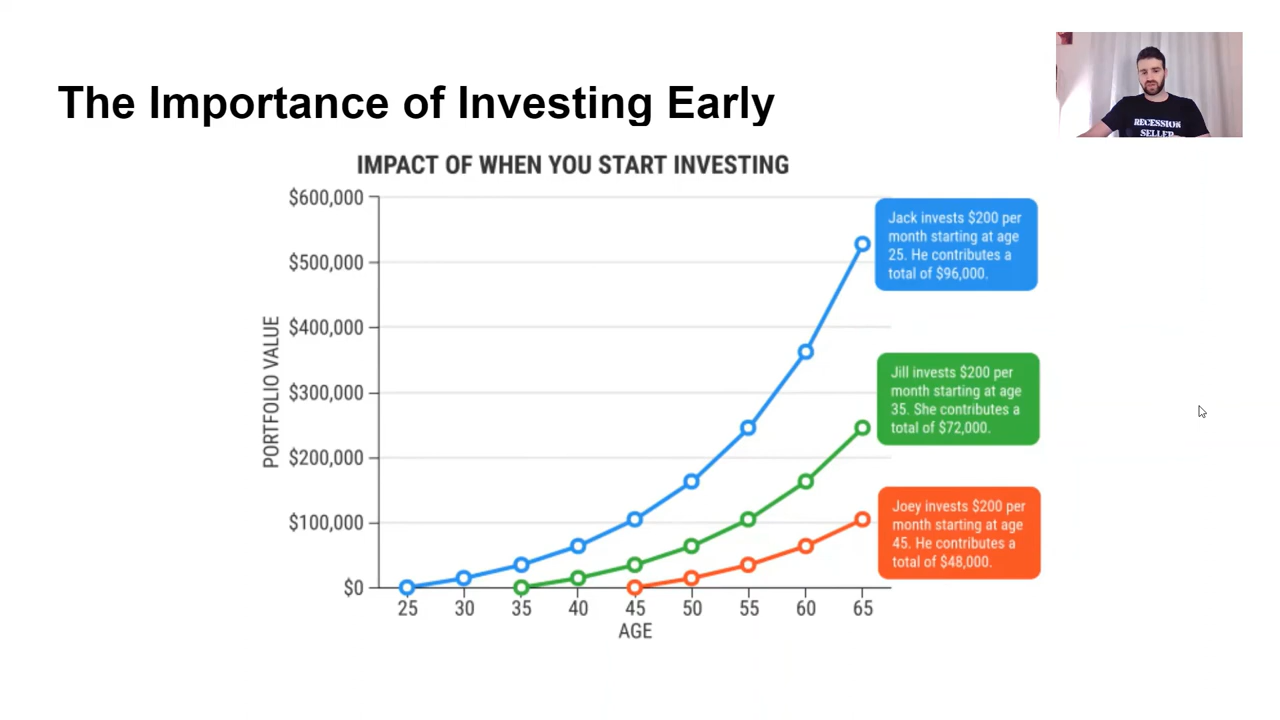 The Importance of Investing Early
RECESSION
SELLER
IMPACT OF WHEN YOU START INVESTING
PORTFOLIO VALUE
$600,000
$500,000
$400,000
$300,000
$200,000
$100,000
$0
25 30 35 40 45 50 55 60 65
AGE
Jack invests $200 per
month starting at age
25. He contributes a
total of $96,000.
Jill invests $200 per
month starting at age
35. She contributes a
total of $72,000.
Joey invests $200 per
month starting at age
45. He contributes a
total of $48,000.